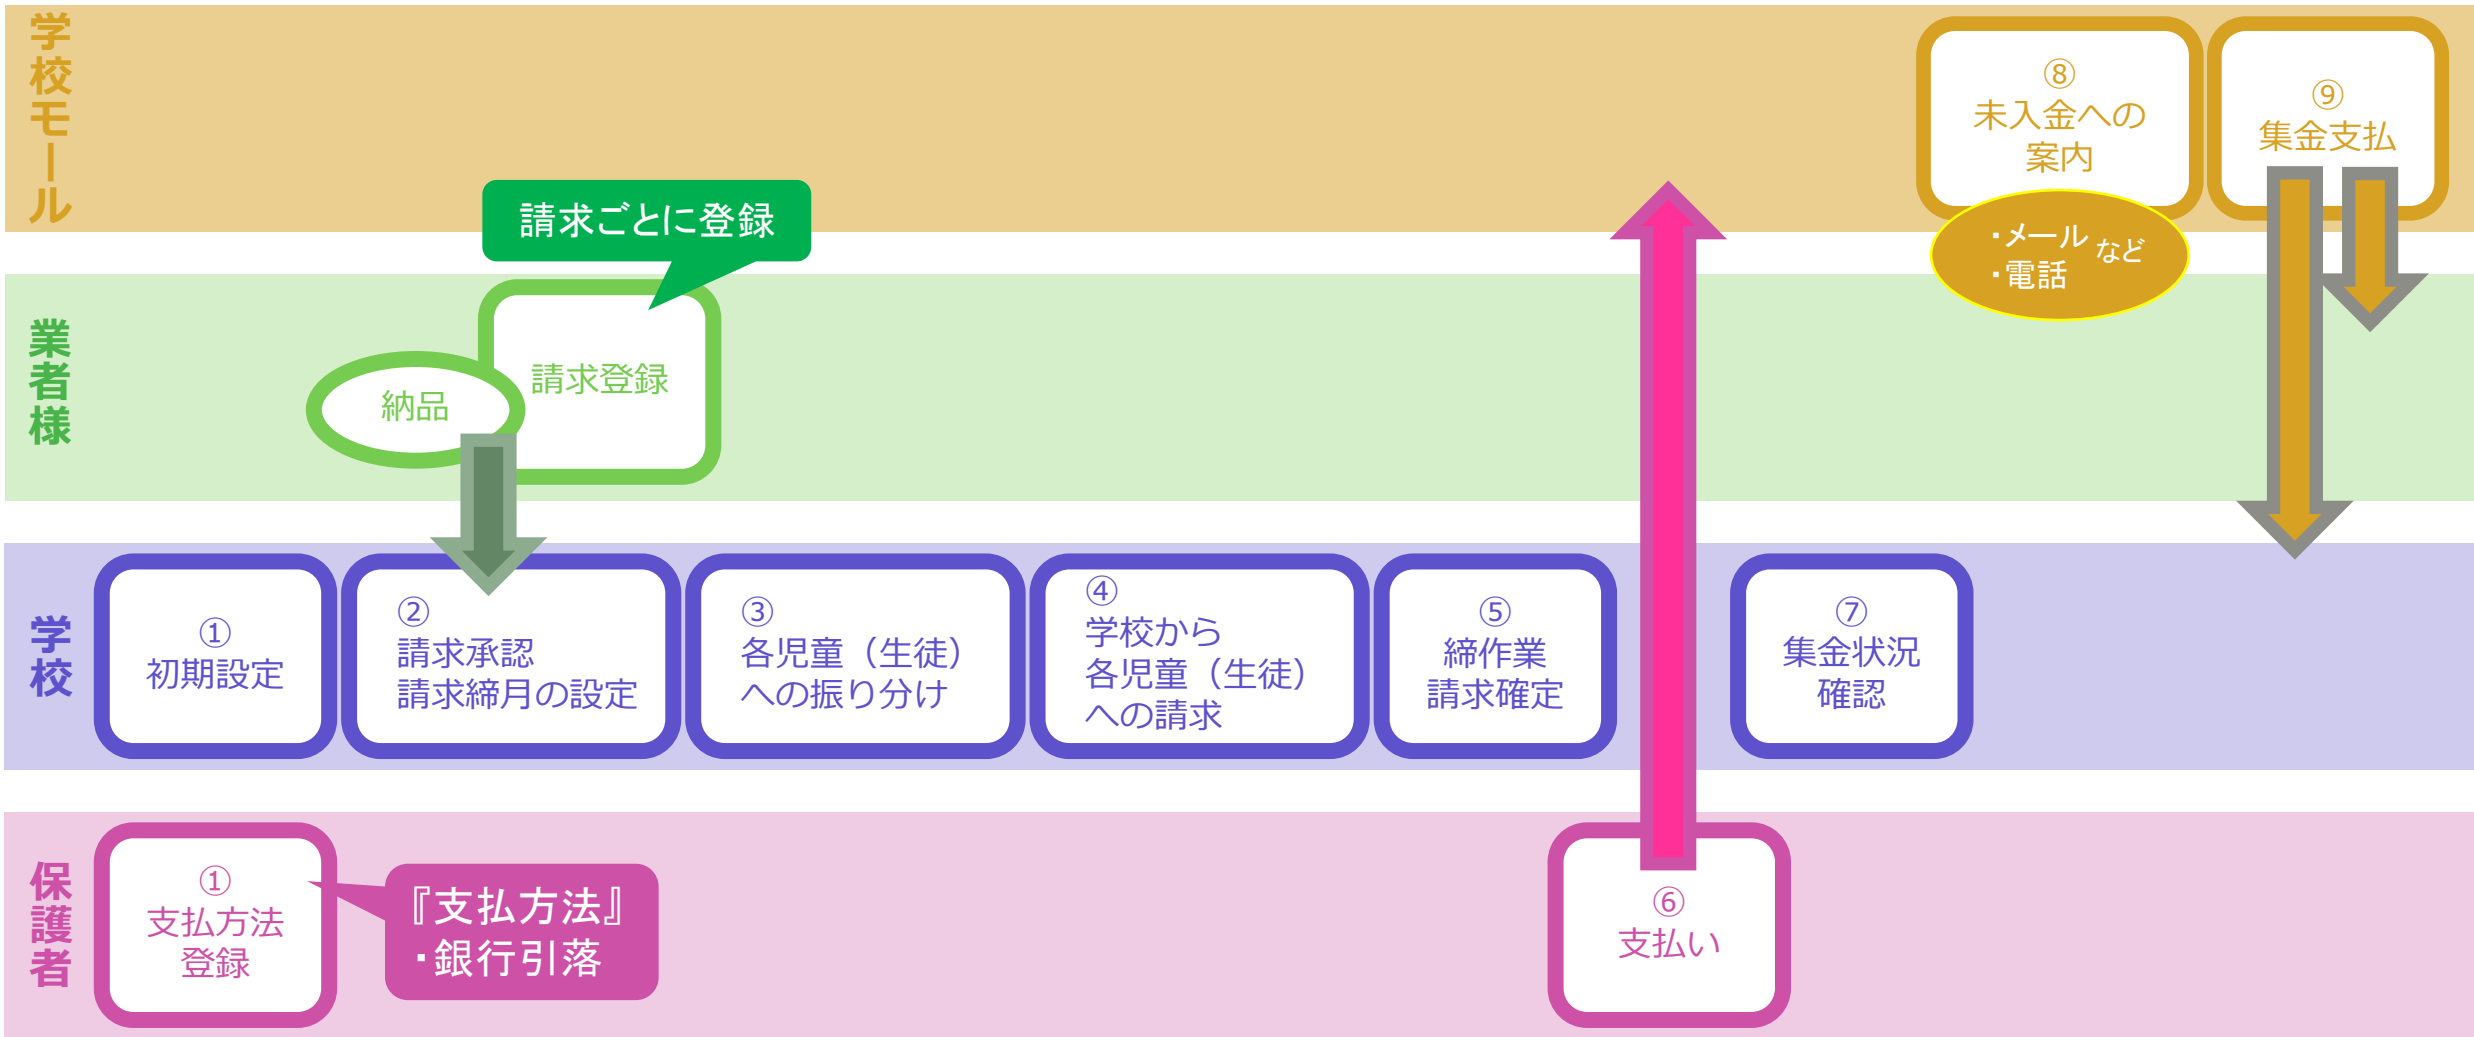 学校モール
⑧
未入金への
案内
・メール など
・電話
⑨
集金支払
業者様
請求ごとに登録
納品
請求登録
学校
①
初期設定
②
請求承認
請求締月の設定
③
各児童（生徒）
への振り分け
④
学校から
各児童（生徒）
への請求
⑤
締作業
請求確定
⑦
集金状況
確認
保護者
①
支払方法
登録
『支払方法』
・銀行引落
⑥
支払い